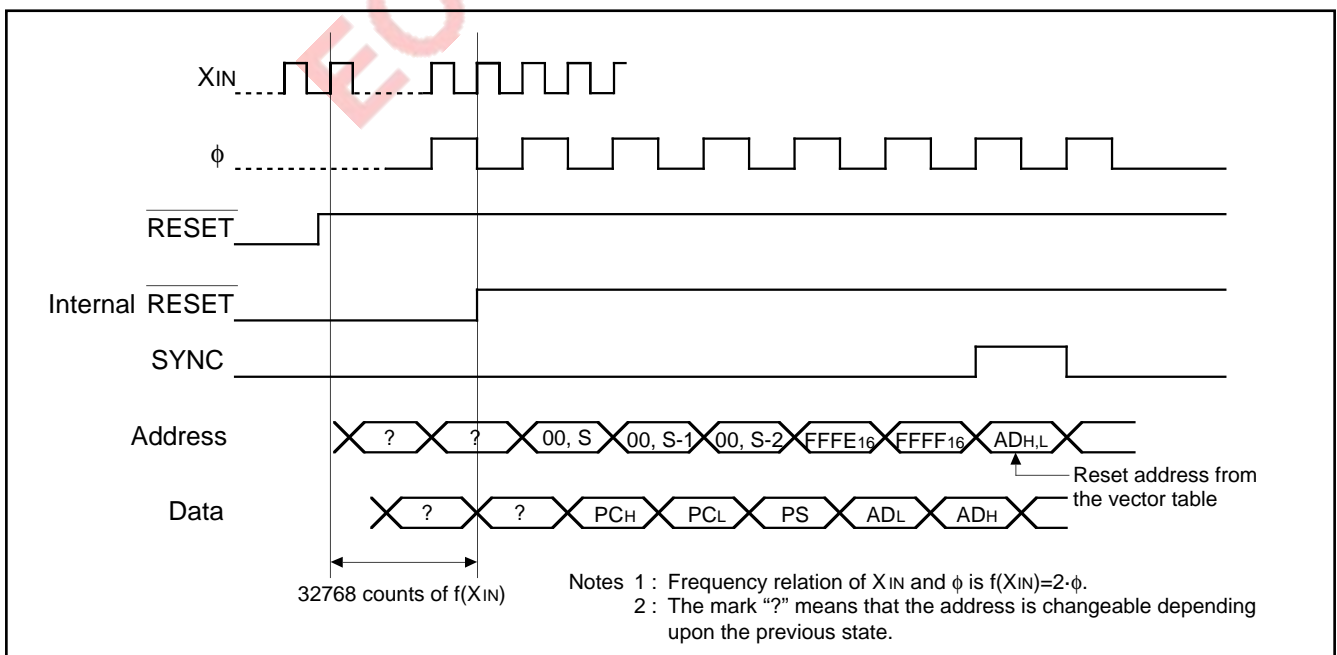 XIN
ϕ
RESET
Internal RESET
SYNC
Address ? ? 00, S 00, S-1 00, S-2 FFFE16 FFFF16 ADH,L
Reset address from
the vector table
Data ? ? PCH PCL PS ADL ADH
32768 counts of f(XIN)
Notes 1 : Frequency relation of XIN and ϕ is f(XIN)=2·ϕ.
2 : The mark “?” means that the address is changeable depending
upon the previous state.